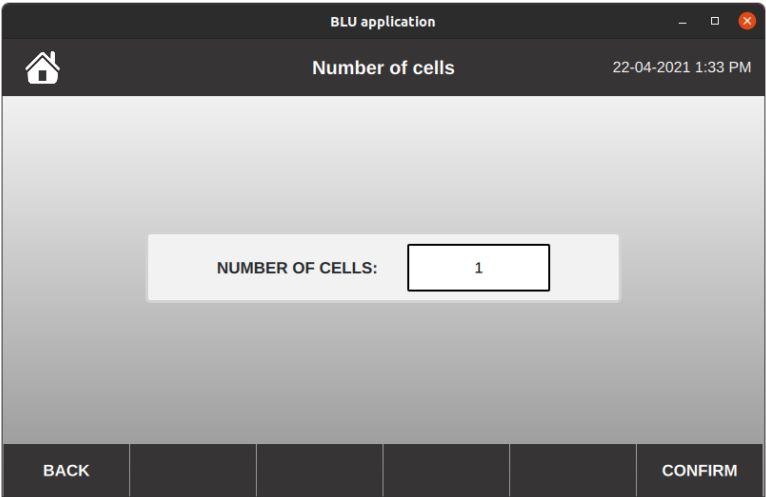 BLU application
Number of cells
22-04-2021 1:33 PM
NUMBER OF CELLS:
1
BACK
CONFIRM